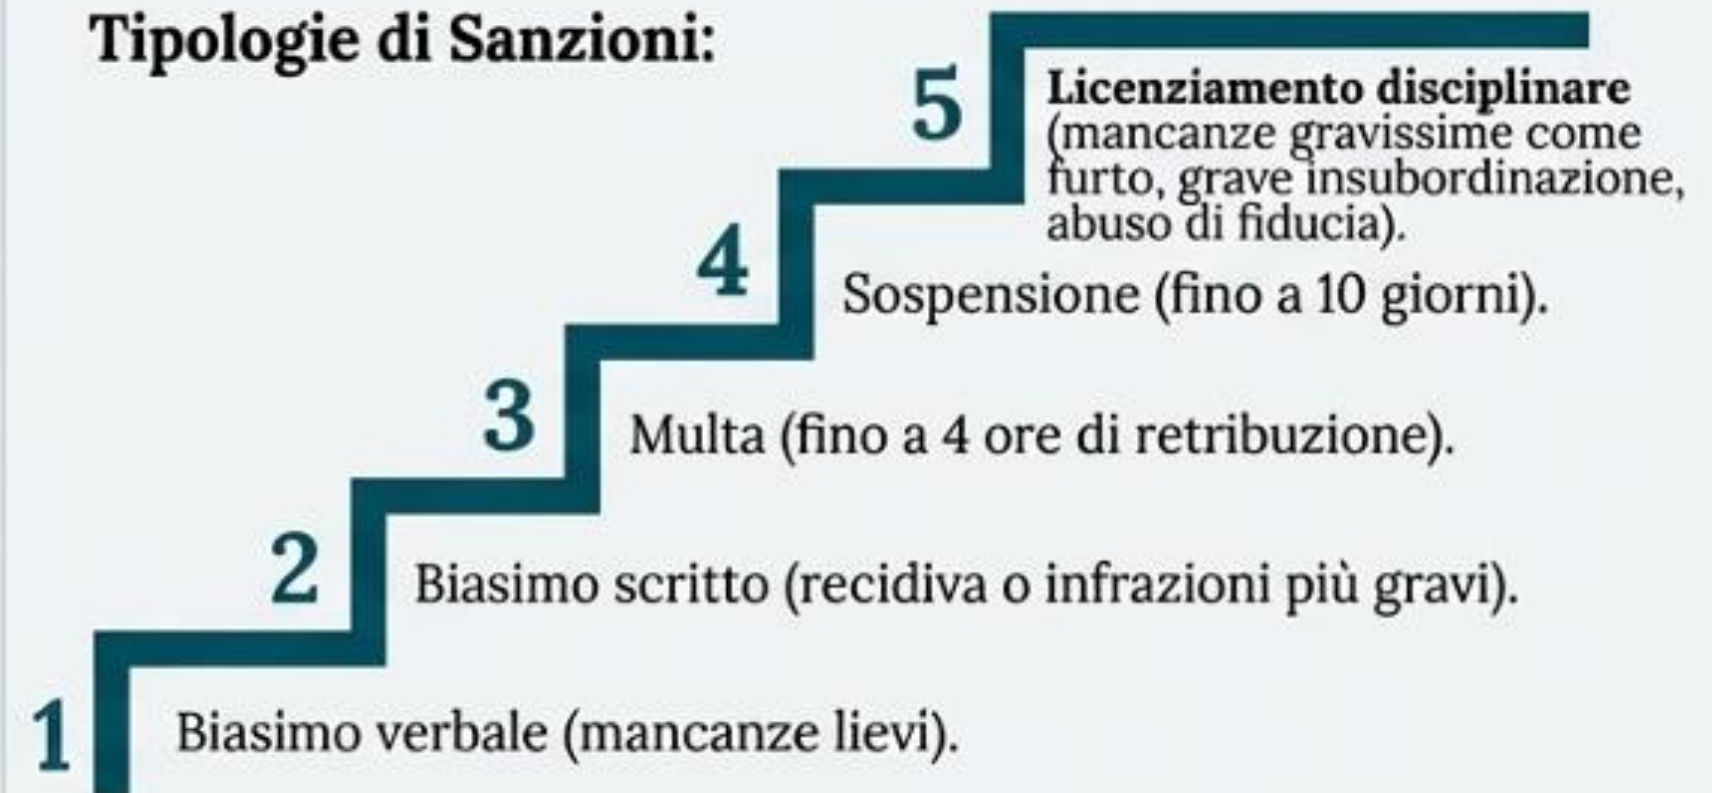 Tipologie di Sanzioni:
5
Licenziamento disciplinare
(mancanze gravissime come
furto, grave insubordinazione,
abuso di fiducia).
4
Sospensione (fino a 10 giorni).
3
Multa (fino a 4 ore di retribuzione).
2
Biasimo scritto (recidiva o infrazioni più gravi).
1
Biasimo verbale (mancanze lievi).